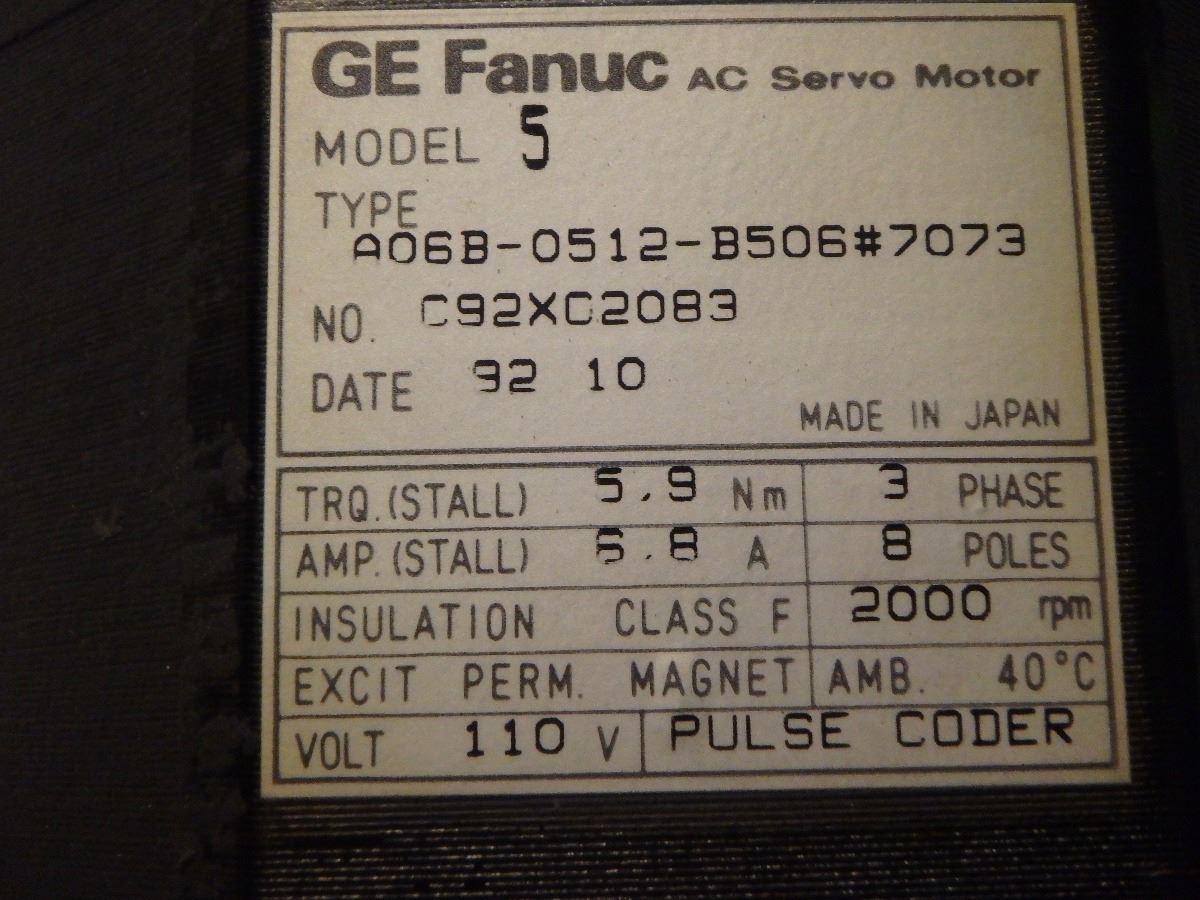 GE Fanuc AC Servo Motor
MODEL 5
TYPE
A06B-0512-B506#7073
NO. C92XC2083
DATE 92 10
MADE IN JAPAN
TRQ.(STALL) 5.9 Nm 3 PHASE
AMP.(STALL) 6.8 A 8 POLES
INSULATION CLASS F 2000 rpm
EXCIT PERM. MAGNET AMB. 40°C
VOLT 110 V PULSE CODER